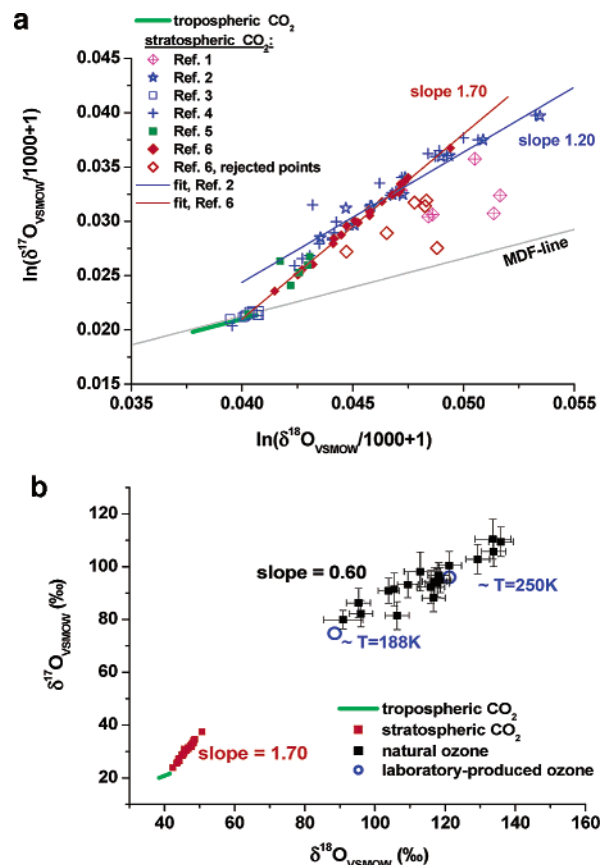 a
tropospheric CO₂
stratospheric CO₂:
Ref. 1
Ref. 2
Ref. 3
Ref. 4
Ref. 5
Ref. 6
Ref. 6, rejected points
fit, Ref. 2
fit, Ref. 6
slope 1.70
slope 1.20
MDF-line
0.045
0.040
0.035
0.030
0.025
0.020
0.015
ln(δ¹⁷O_VSMOW/1000+1)
0.035
0.040
0.045
0.050
0.055
ln(δ¹⁸O_VSMOW/1000+1)
b
120
100
80
60
40
20
δ¹⁷O_VSMOW (‰)
slope = 0.60
~ T=250K
~ T=188K
slope = 1.70
tropospheric CO₂
stratospheric CO₂
natural ozone
laboratory-produced ozone
40
60
80
100
120
140
160
δ¹⁸O_VSMOW (‰)